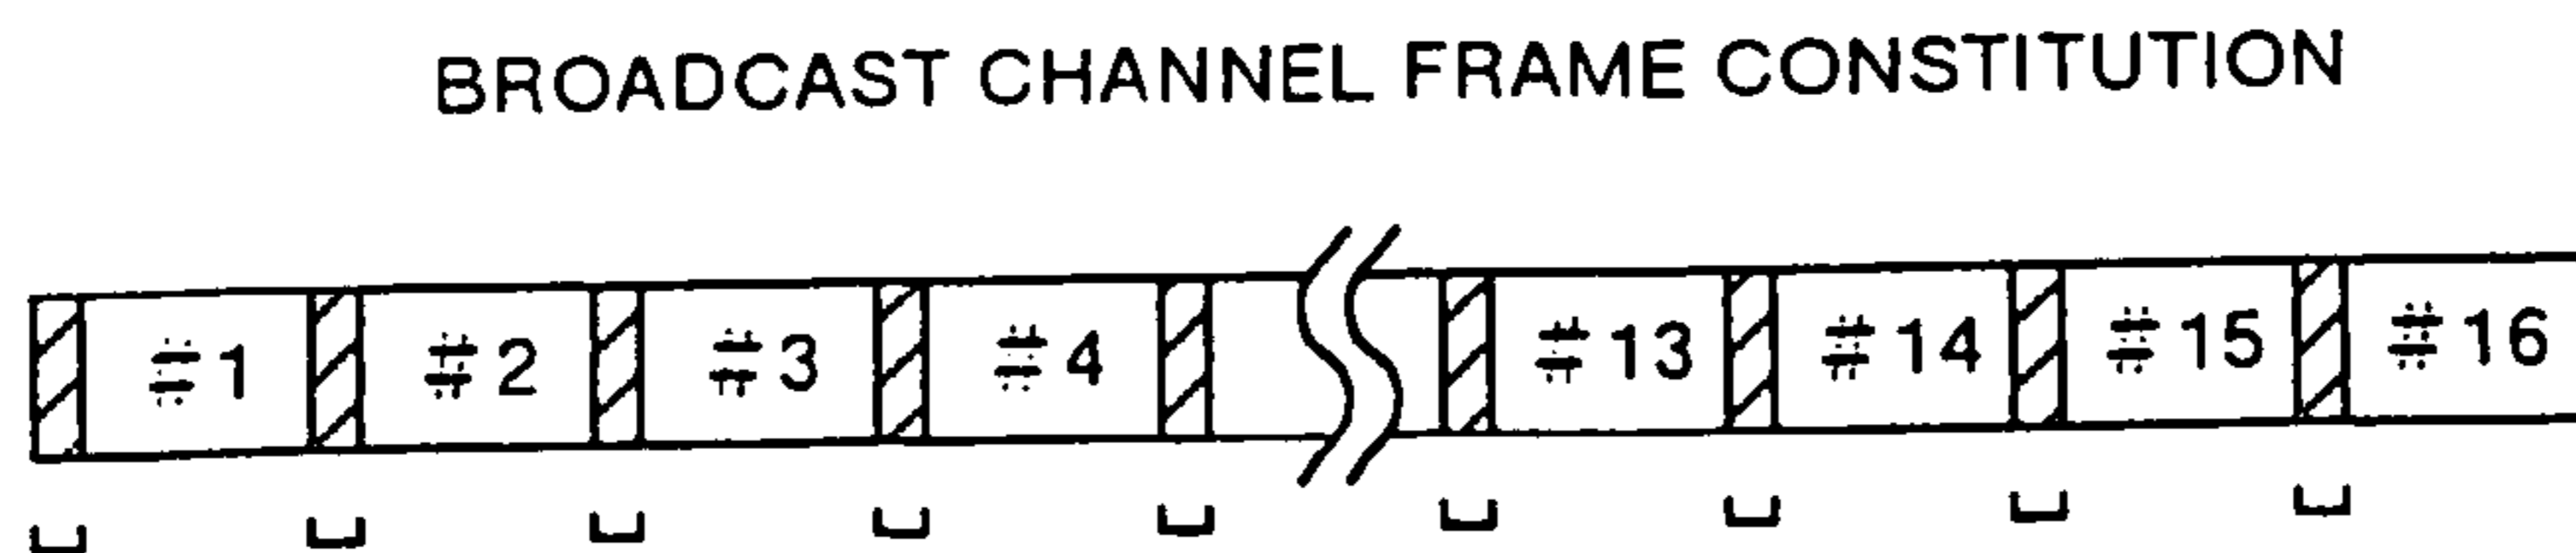 BROADCAST CHANNEL FRAME CONSTITUTION
#1 #2 #3 #4 #13 #14 #15 #16